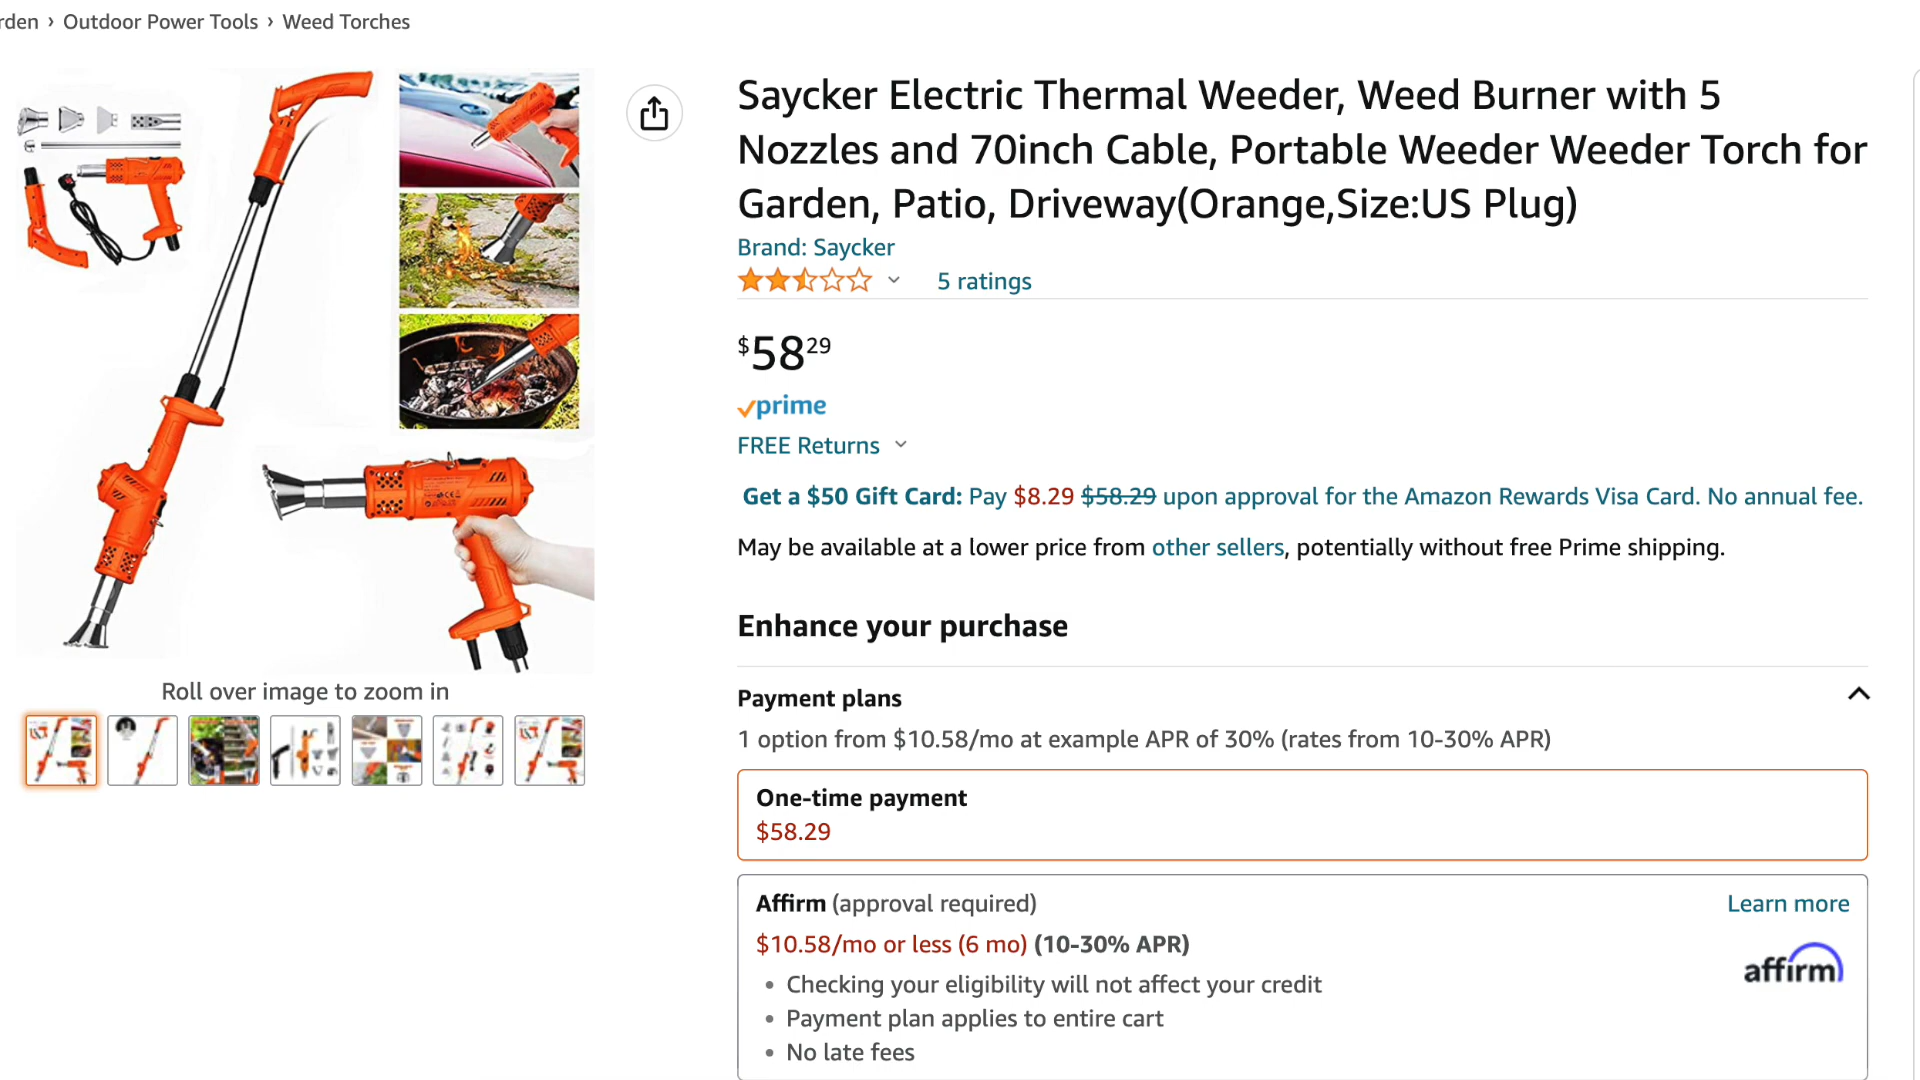 rden › Outdoor Power Tools › Weed Torches
Saycker Electric Thermal Weeder, Weed Burner with 5
Nozzles and 70inch Cable, Portable Weeder Weeder Torch for
Garden, Patio, Driveway(Orange,Size:US Plug)
Brand: Saycker
5 ratings
$58 29
prime
FREE Returns
Get a $50 Gift Card: Pay $8.29 $58.29 upon approval for the Amazon Rewards Visa Card. No annual fee.
May be available at a lower price from other sellers, potentially without free Prime shipping.
Enhance your purchase
Roll over image to zoom in
Payment plans
1 option from $10.58/mo at example APR of 30% (rates from 10-30% APR)
One-time payment
$58.29
Affirm (approval required) Learn more
$10.58/mo or less (6 mo) (10-30% APR)
affirm
• Checking your eligibility will not affect your credit
• Payment plan applies to entire cart
• No late fees